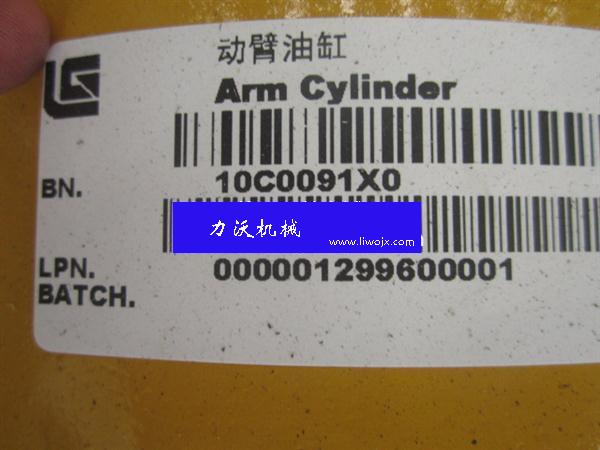 动臂油缸
Arm Cylinder
BN. 10C0091X0
力沃机械
www.liwojx.com
LPN. 000001299600001
BATCH.